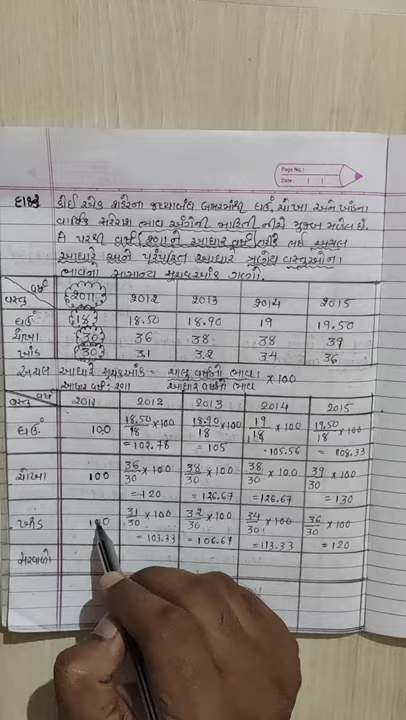 Page No.:
Date: / /
કોઈ એક શહેરના જથ્થાબંધ બજારમાંથી ઘઉં, ચોખા અને ખાંડના
વાર્ષિક સરેરાશ ભાવ અંગેની માહિતી નીચે મુજબ મળેલ છે.
તે પરથી વર્ષ 2011 ને આધાર વર્ષ તરીકે લઈ અચલ
આધારે અને પરંપરિત આધારે ત્રણેય વસ્તુઓના
ભાવનો સામાન્ય સૂચકઆંક ગણો.
વર્ષ
વસ્તુ 2011 2012 2013 2014 2015
ઘઉં 18 18.50 18.90 19 19.50
ચોખા 30 36 38 38 39
ખાંડ 30 31 32 34 36
અચલ આધારે સૂચકઆંક = ચાલુ વર્ષનો ભાવ × 100
આધાર વર્ષ: 2011 આધાર વર્ષનો ભાવ
વર્ષ
વસ્તુ 2011 2012 2013 2014 2015
ઘઉં 100 18.50/18 × 100 18.90/18 × 100 19/18 × 100 19.50/18 × 100
= 102.78 = 105 = 105.56 = 108.33
ચોખા 100 36/30 × 100 38/30 × 100 38/30 × 100 39/30 × 100
= 120 = 126.67 = 126.67 = 130
ખાંડ 100 31/30 × 100 32/30 × 100 34/30 × 100 36/30 × 100
= 103.33 = 106.67 = 113.33 = 120
સરવાળો